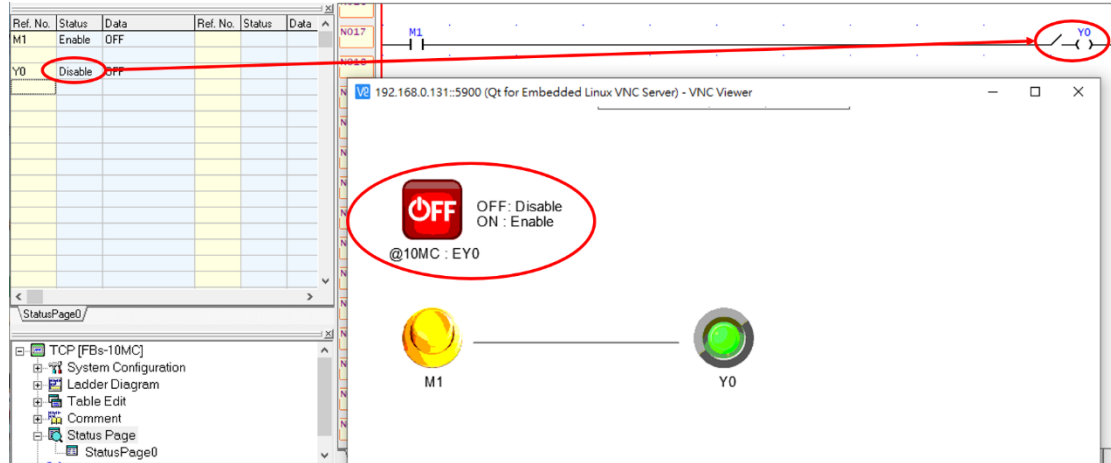 Ref. No. Status Data Ref. No. Status Data
M1 Enable OFF
Y0 Disable OFF
StatusPage0
TCP [FBs-10MC]
System Configuration
Ladder Diagram
Table Edit
Comment
Status Page
StatusPage0
N017 M1 Y0
N018
192.168.0.131::5900 (Qt for Embedded Linux VNC Server) - VNC Viewer
OFF
OFF: Disable
ON : Enable
@10MC : EY0
M1
Y0